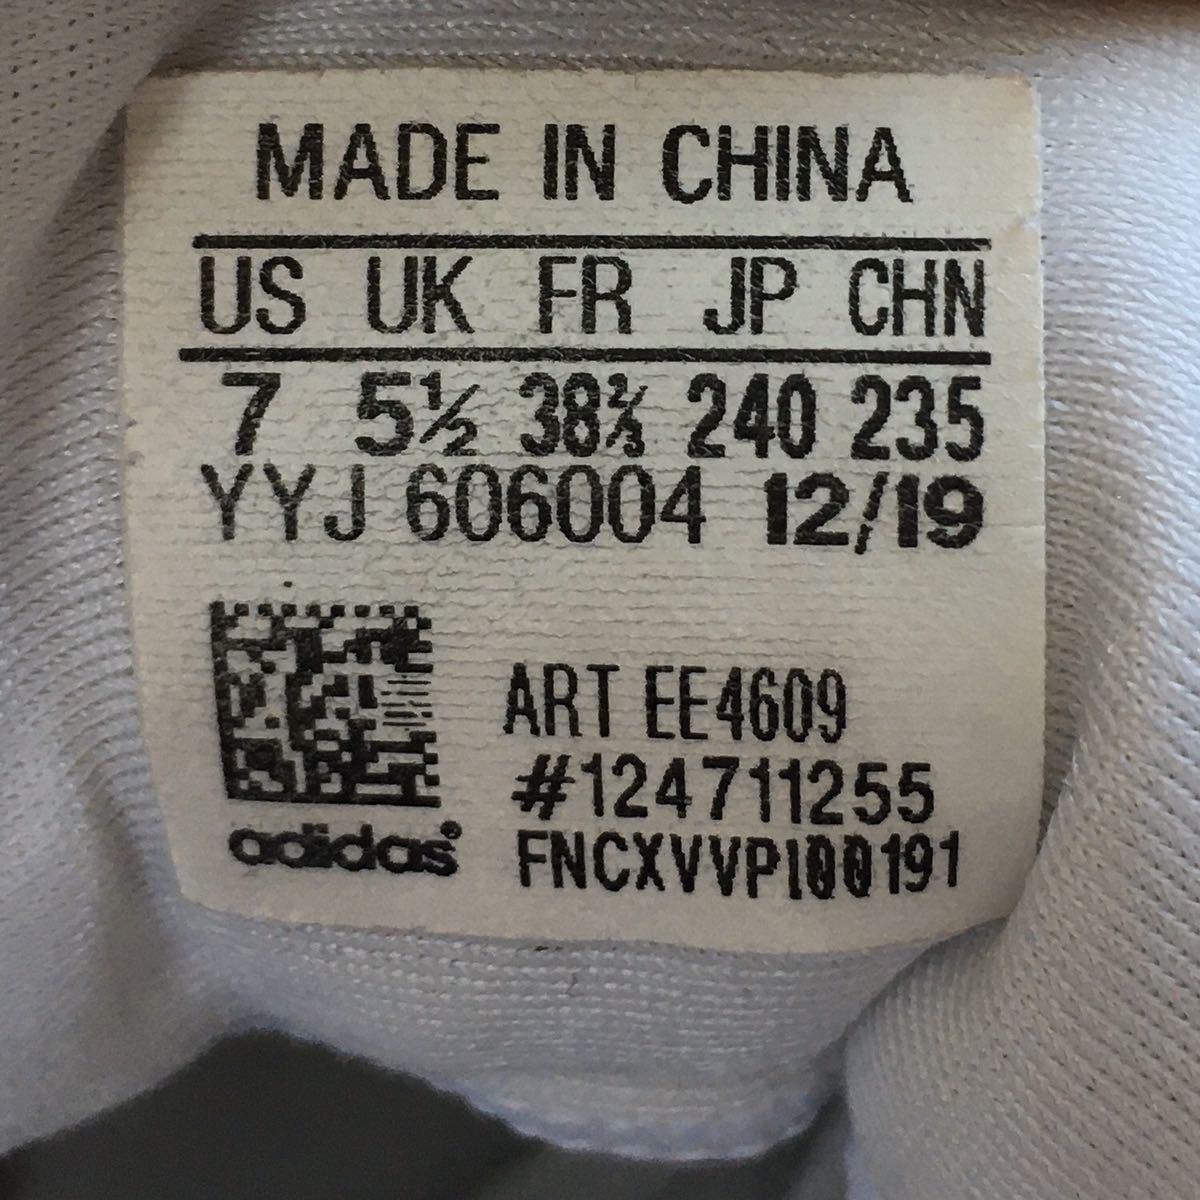 MADE IN CHINA
US UK FR JP CHN
7 5½ 38⅔ 240 235
YYJ 606004 12/19
ART EE4609
#124711255
adidas®
FNCXVVPI00191